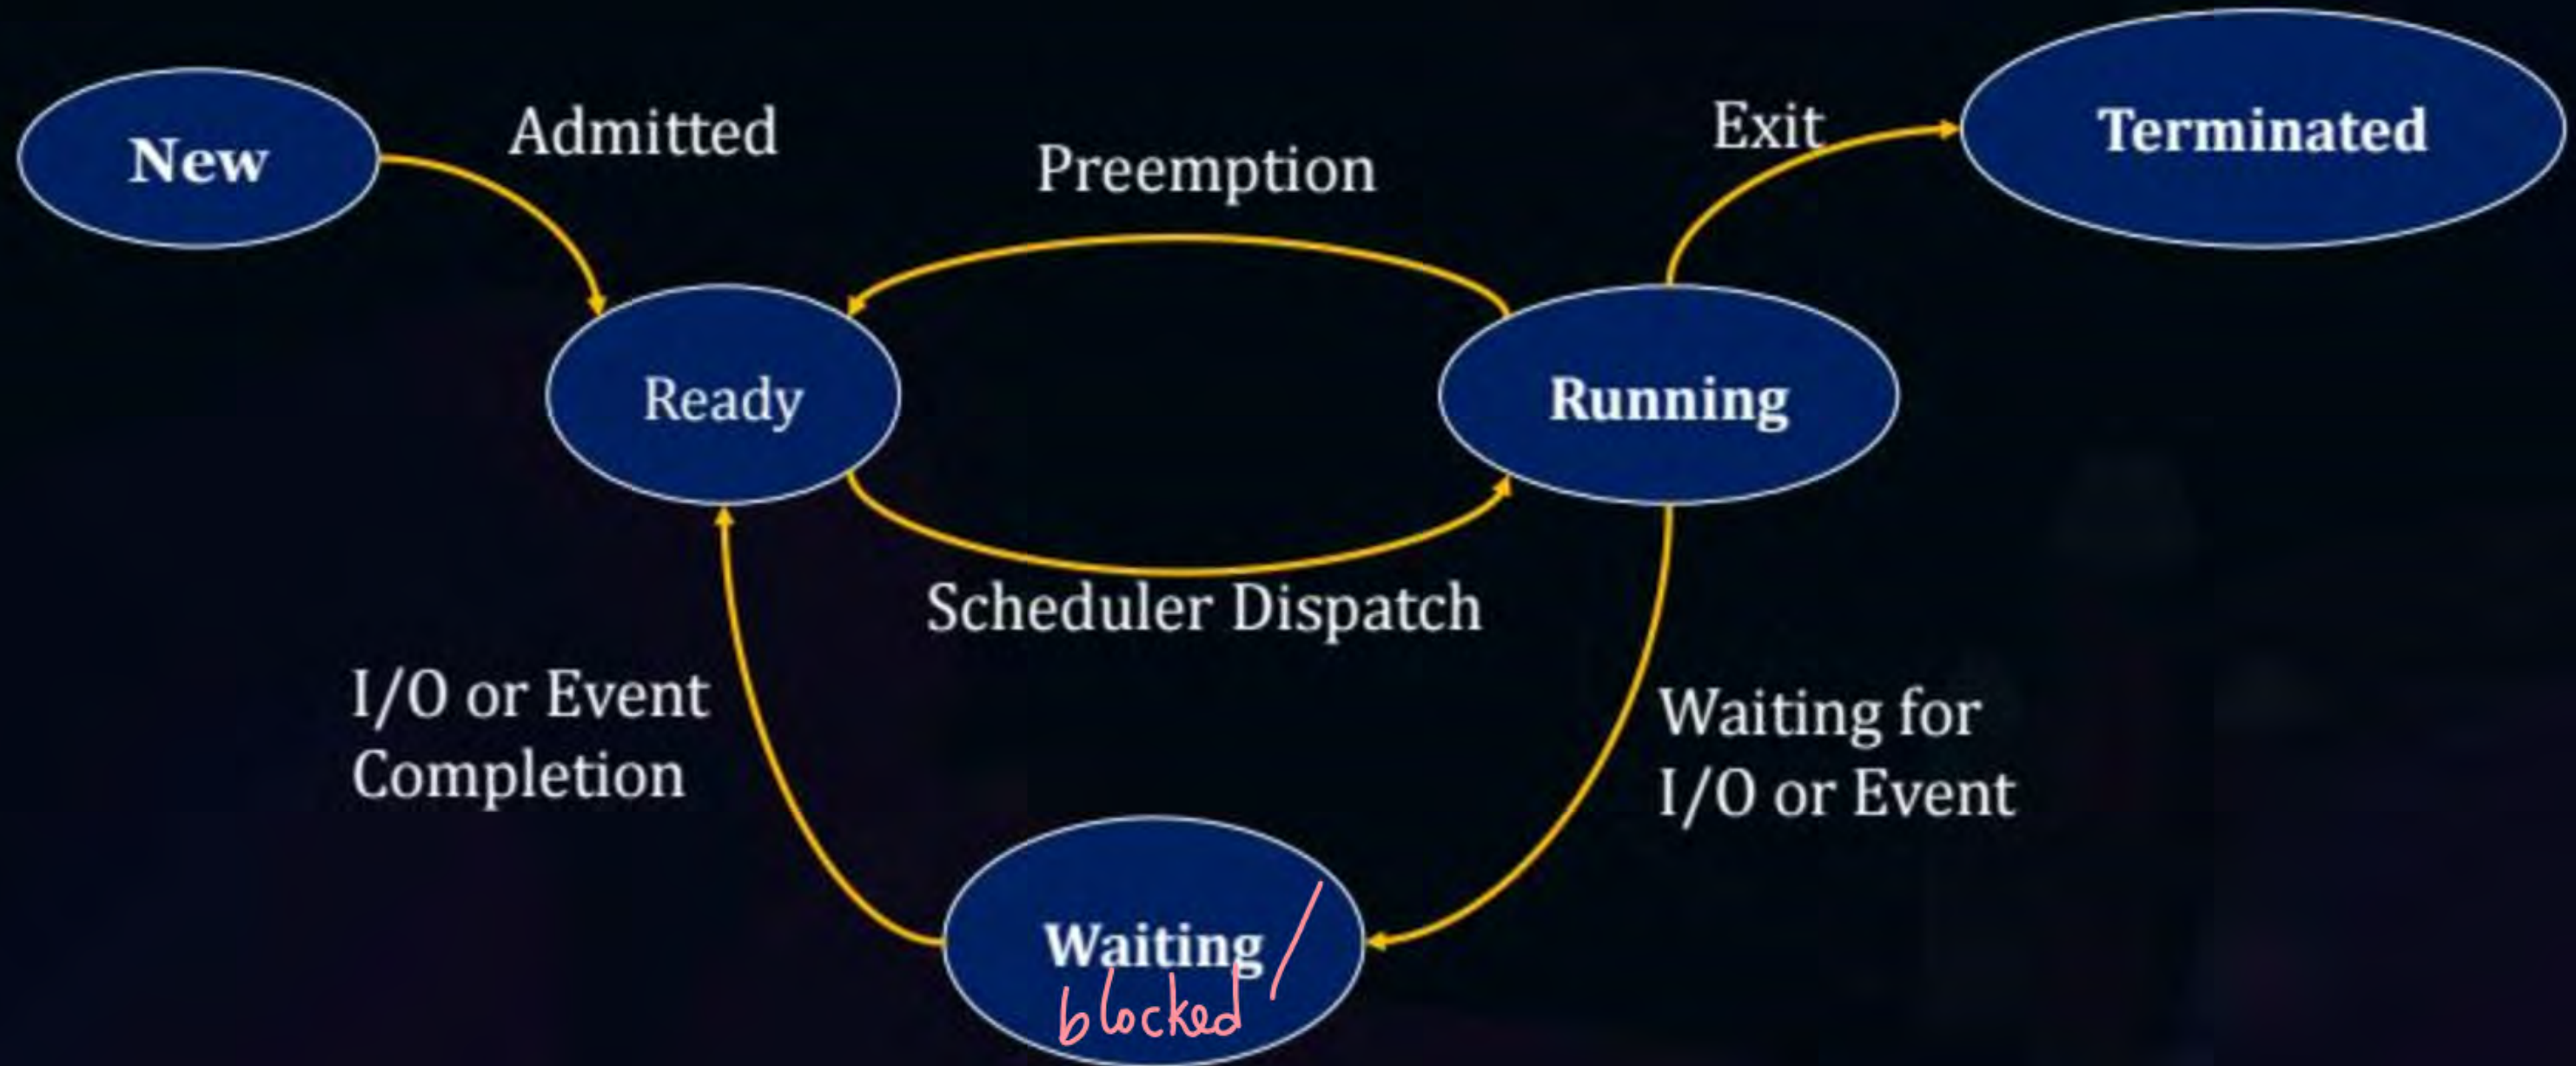 New
Admitted
Preemption
Exit
Terminated
Ready
Running
Scheduler Dispatch
I/O or Event
Completion
Waiting for
I/O or Event
Waiting /
blocked